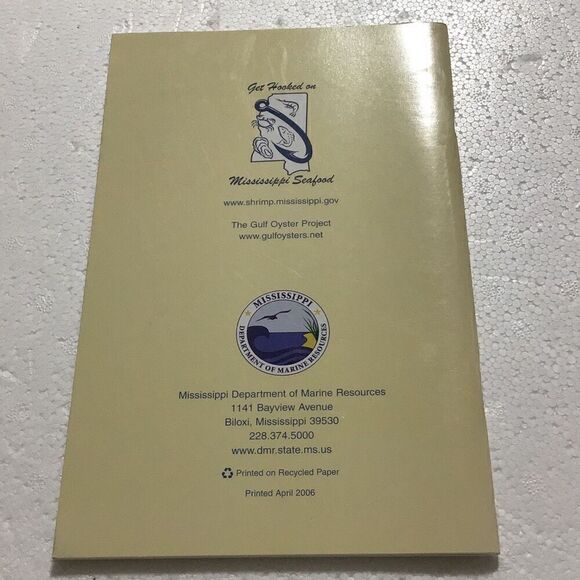 Get Hooked on
Mississippi Seafood
www.shrimp.mississippi.gov
The Gulf Oyster Project
www.gulfoysters.net
MISSISSIPPI
DEPARTMENT OF MARINE RESOURCES
Mississippi Department of Marine Resources
1141 Bayview Avenue
Biloxi, Mississippi 39530
228.374.5000
www.dmr.state.ms.us
Printed on Recycled Paper
Printed April 2006